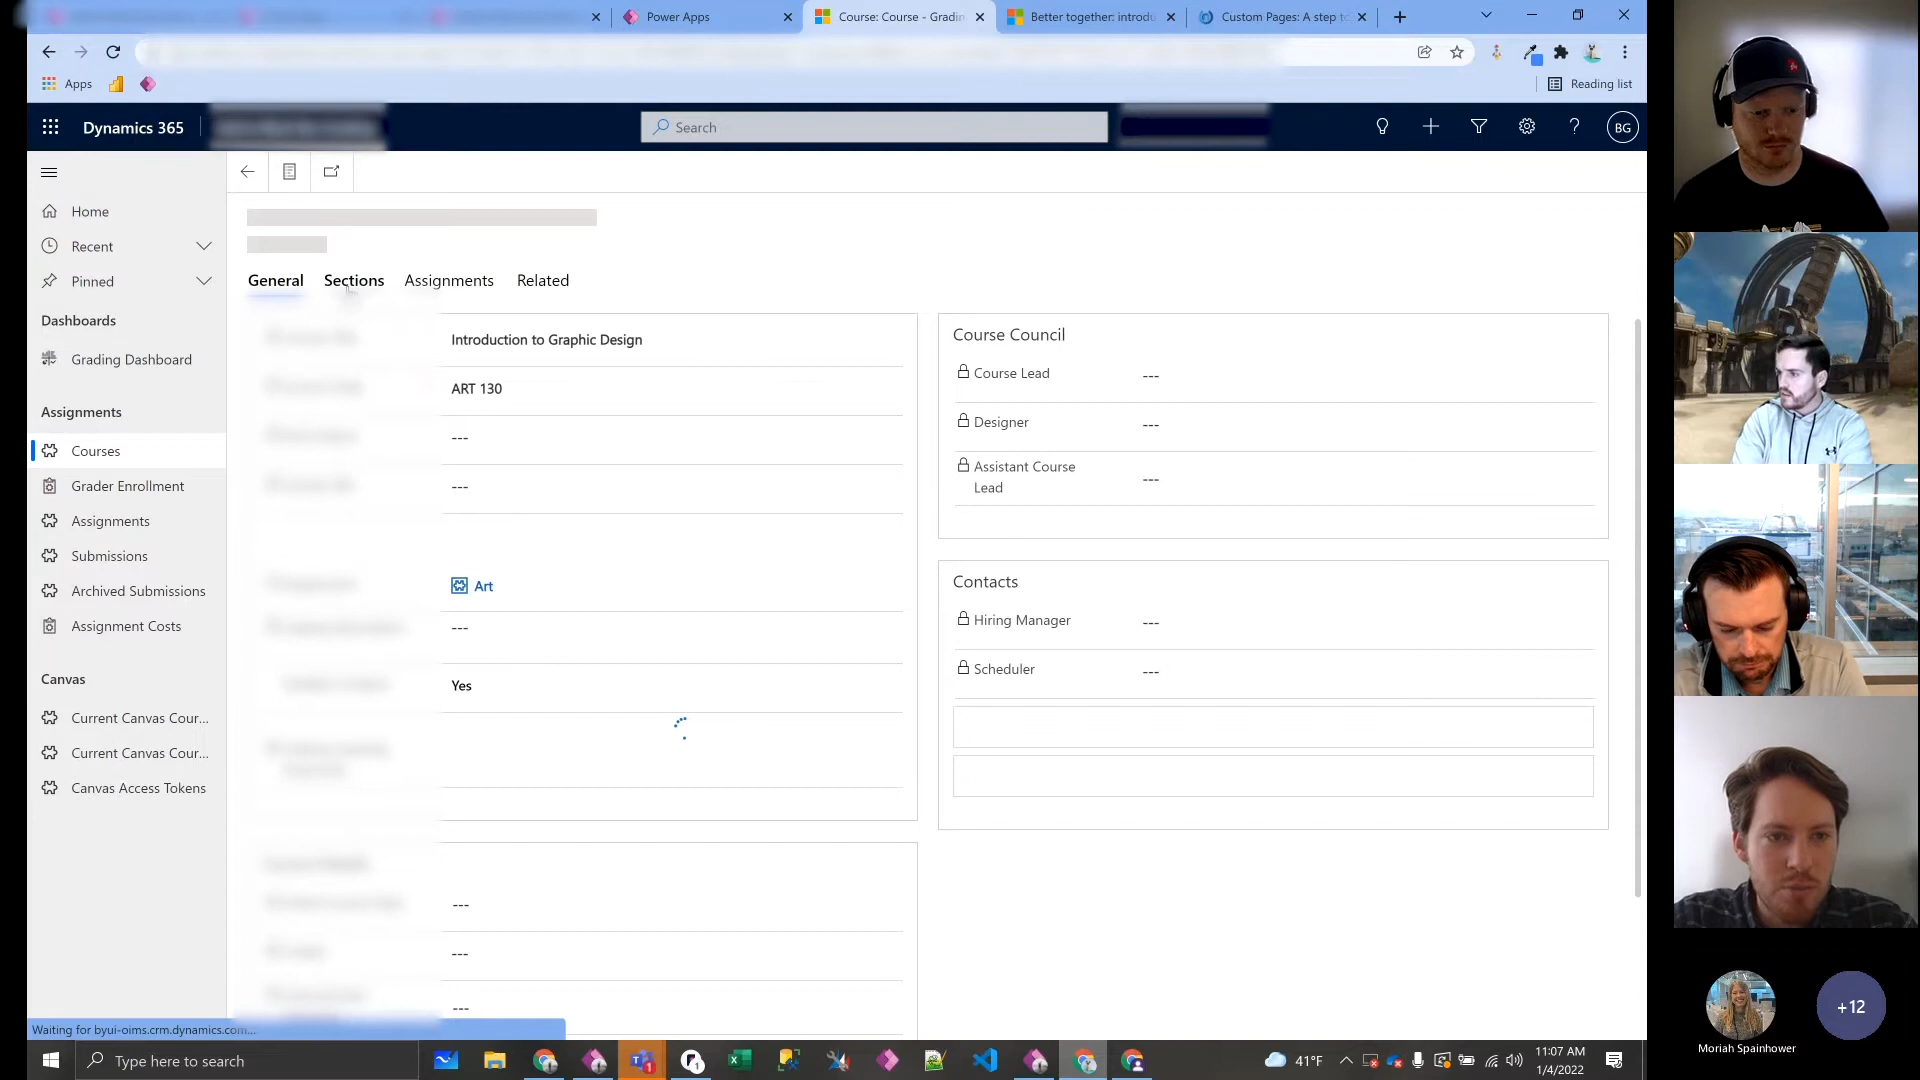 Power Apps
Course: Course - Gradin
Better together: introdu
Custom Pages: A step to
Apps
Reading list
Dynamics 365
Search
BG
Home
Recent
Pinned
Dashboards
Grading Dashboard
Assignments
Courses
Grader Enrollment
Assignments
Submissions
Archived Submissions
Assignment Costs
Canvas
Current Canvas Cour...
Current Canvas Cour...
Canvas Access Tokens
General Sections Assignments Related
Introduction to Graphic Design
ART 130
---
---
Art
---
Yes
---
---
---
Course Council
Course Lead ---
Designer ---
Assistant Course
Lead ---
Contacts
Hiring Manager ---
Scheduler ---
Waiting for byui-oims.crm.dynamics.com...
Type here to search
41°F
11:07 AM
1/4/2022
Moriah Spainhower
+12